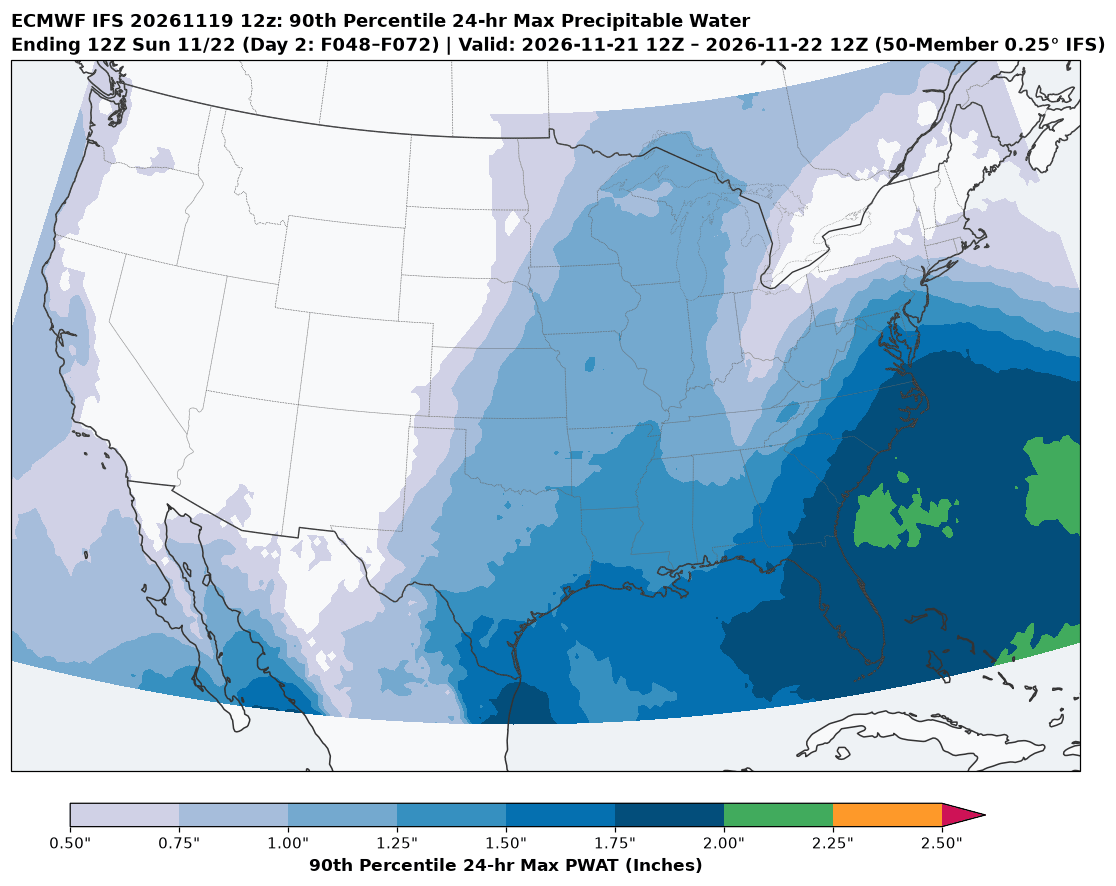 ECMWF IFS 20261119 12z: 90th Percentile 24-hr Max Precipitable Water
Ending 12Z Sun 11/22 (Day 2: F048–F072) | Valid: 2026-11-21 12Z – 2026-11-22 12Z (50-Member 0.25° IFS)
0.50" 0.75" 1.00" 1.25" 1.50" 1.75" 2.00" 2.25" 2.50"
90th Percentile 24-hr Max PWAT (Inches)